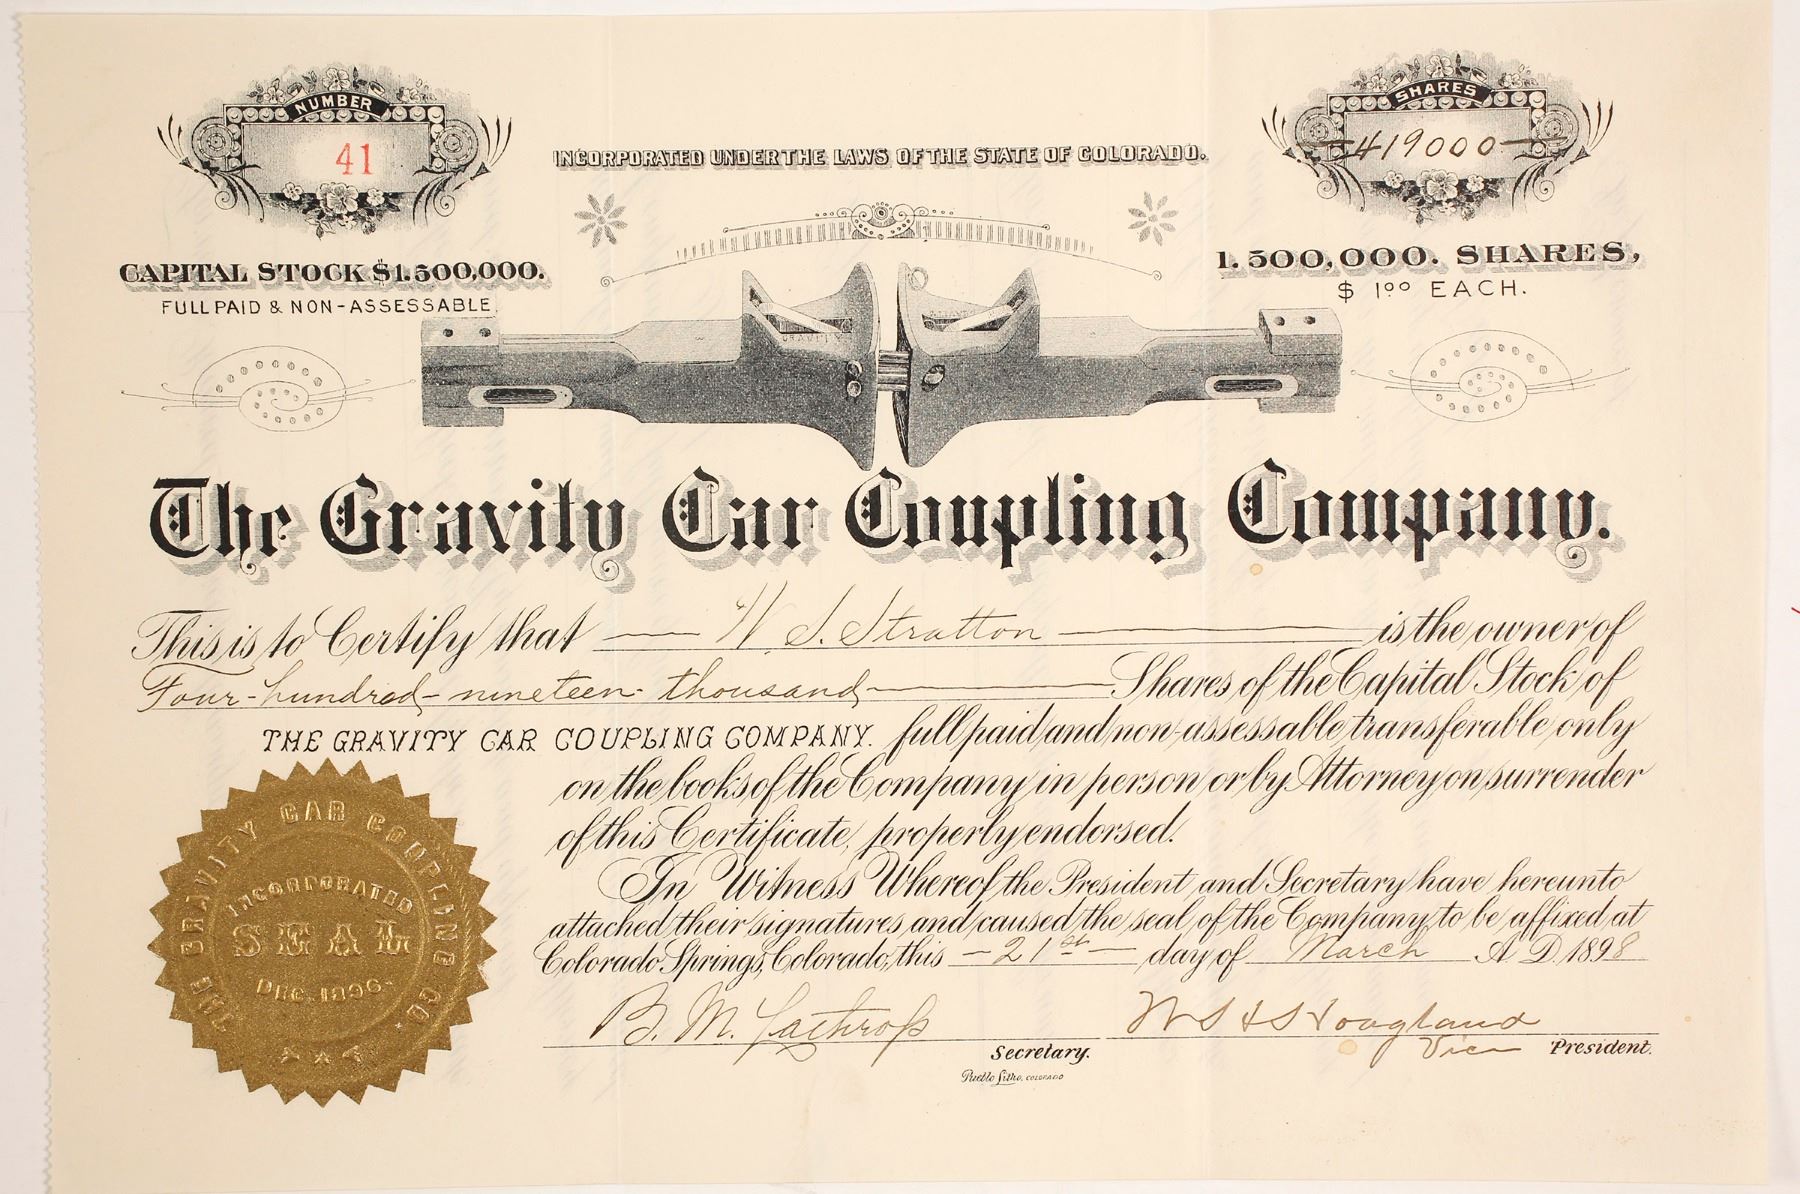 NUMBER
41
INCORPORATED UNDER THE LAWS OF THE STATE OF COLORADO.
SHARES
419000
CAPITAL STOCK $1.500,000.
FULL PAID & NON-ASSESSABLE.
1.500,000. SHARES,
$ 1.00 EACH.
GRAVITY
The Gravity Car Coupling Company.
This is to Certify that W. S. Stratton is the owner of
Four-hundred-nineteen-thousand Shares of the Capital Stock of
THE GRAVITY CAR COUPLING COMPANY. full paid and non-assessable transferable only
on the books of the Company in person or by Attorney on surrender
of this Certificate, properly endorsed.
In Witness Whereof the President and Secretary have hereunto
attached their signatures and caused the seal of the Company to be affixed at
Colorado Springs, Colorado, this 21st day of March A.D. 1898
THE GRAVITY CAR COUPLING CO.
INCORPORATED
SEAL
DEC. 1896
B. M. Lathrop
Hoagland
Secretary.
Vice President.
Pueblo Litho. COLORADO